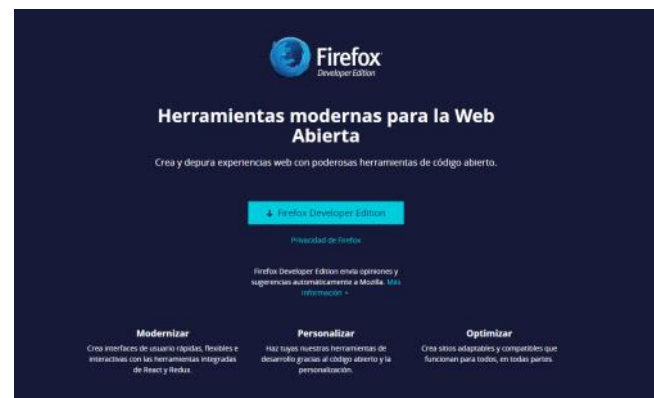 Firefox
Developer Edition
Herramientas modernas para la Web
Abierta
Crea y depura experiencias web con poderosas herramientas de código abierto.
Firefox Developer Edition
Privacidad de Firefox
Firefox Developer Edition envía opiniones y
sugerencias automáticamente a Mozilla. Más
información »
Modernizar
Crea interfaces de usuario rápidas, flexibles e
interactivas con las herramientas integradas
de React y Redux.
Personalizar
Haz tuyas nuestras herramientas de
desarrollo gracias al código abierto y la
personalización.
Optimizar
Crea sitios adaptables y compatibles que
funcionan para todos, en todas partes.